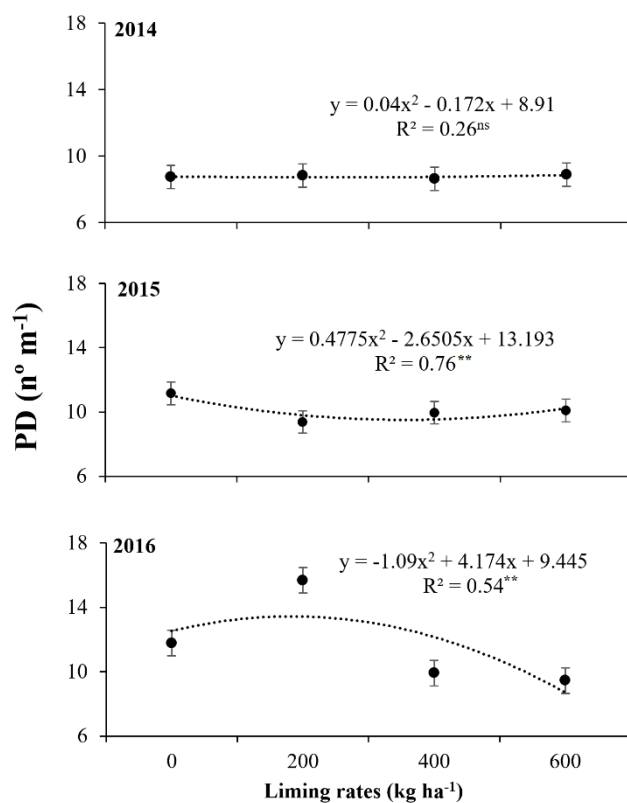 PD (nº m⁻¹)
2014
18
14
10
6
y = 0.04x² - 0.172x + 8.91
R² = 0.26ⁿˢ
2015
18
14
10
6
y = 0.4775x² - 2.6505x + 13.193
R² = 0.76**
2016
18
14
10
6
y = -1.09x² + 4.174x + 9.445
R² = 0.54**
0 200 400 600
Liming rates (kg ha⁻¹)